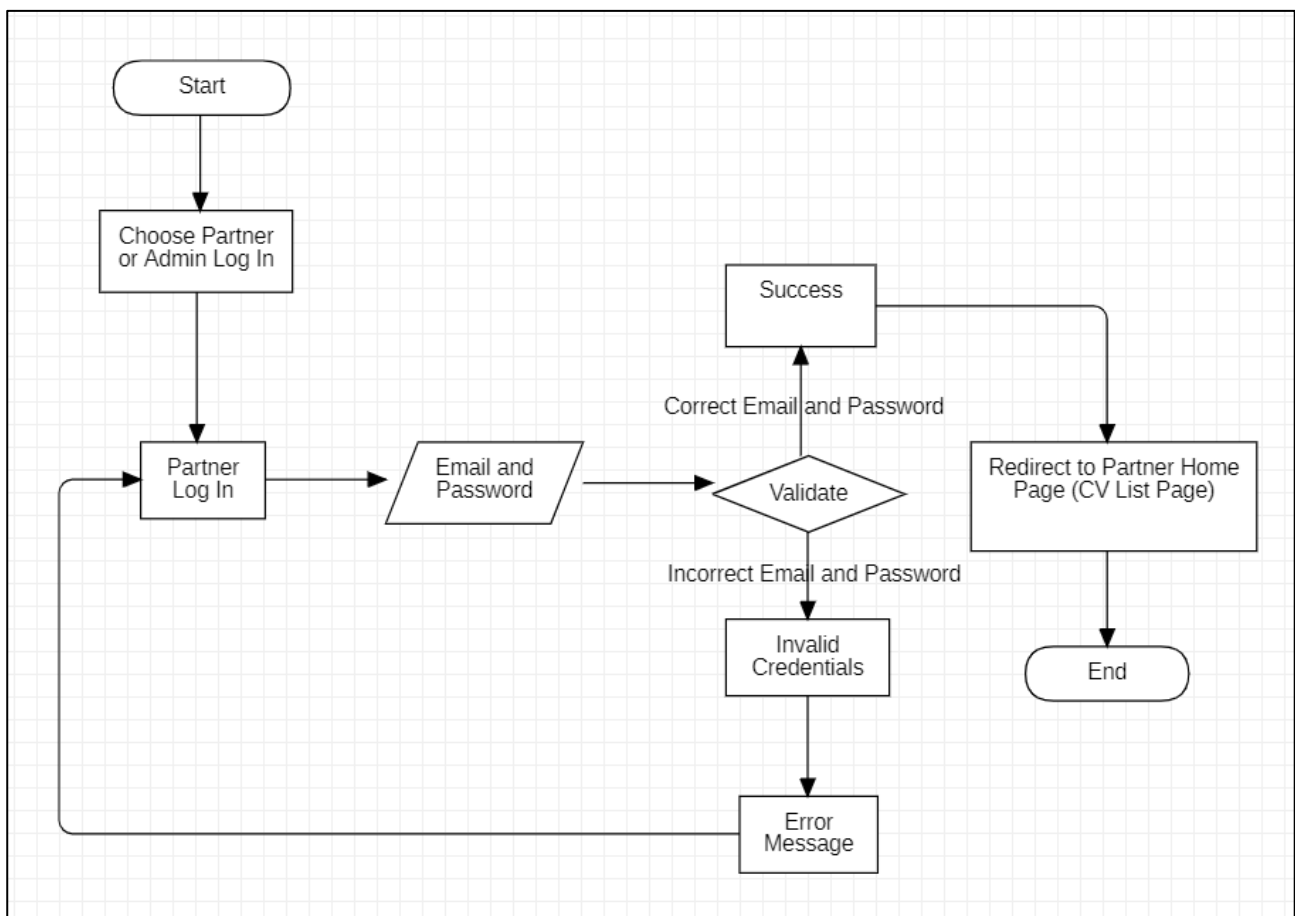 Start
Choose Partner
or Admin Log In
Success
Correct Email and Password
Partner
Log In
Email and
Password
Validate
Redirect to Partner Home
Page (CV List Page)
Incorrect Email and Password
Invalid
Credentials
End
Error
Message